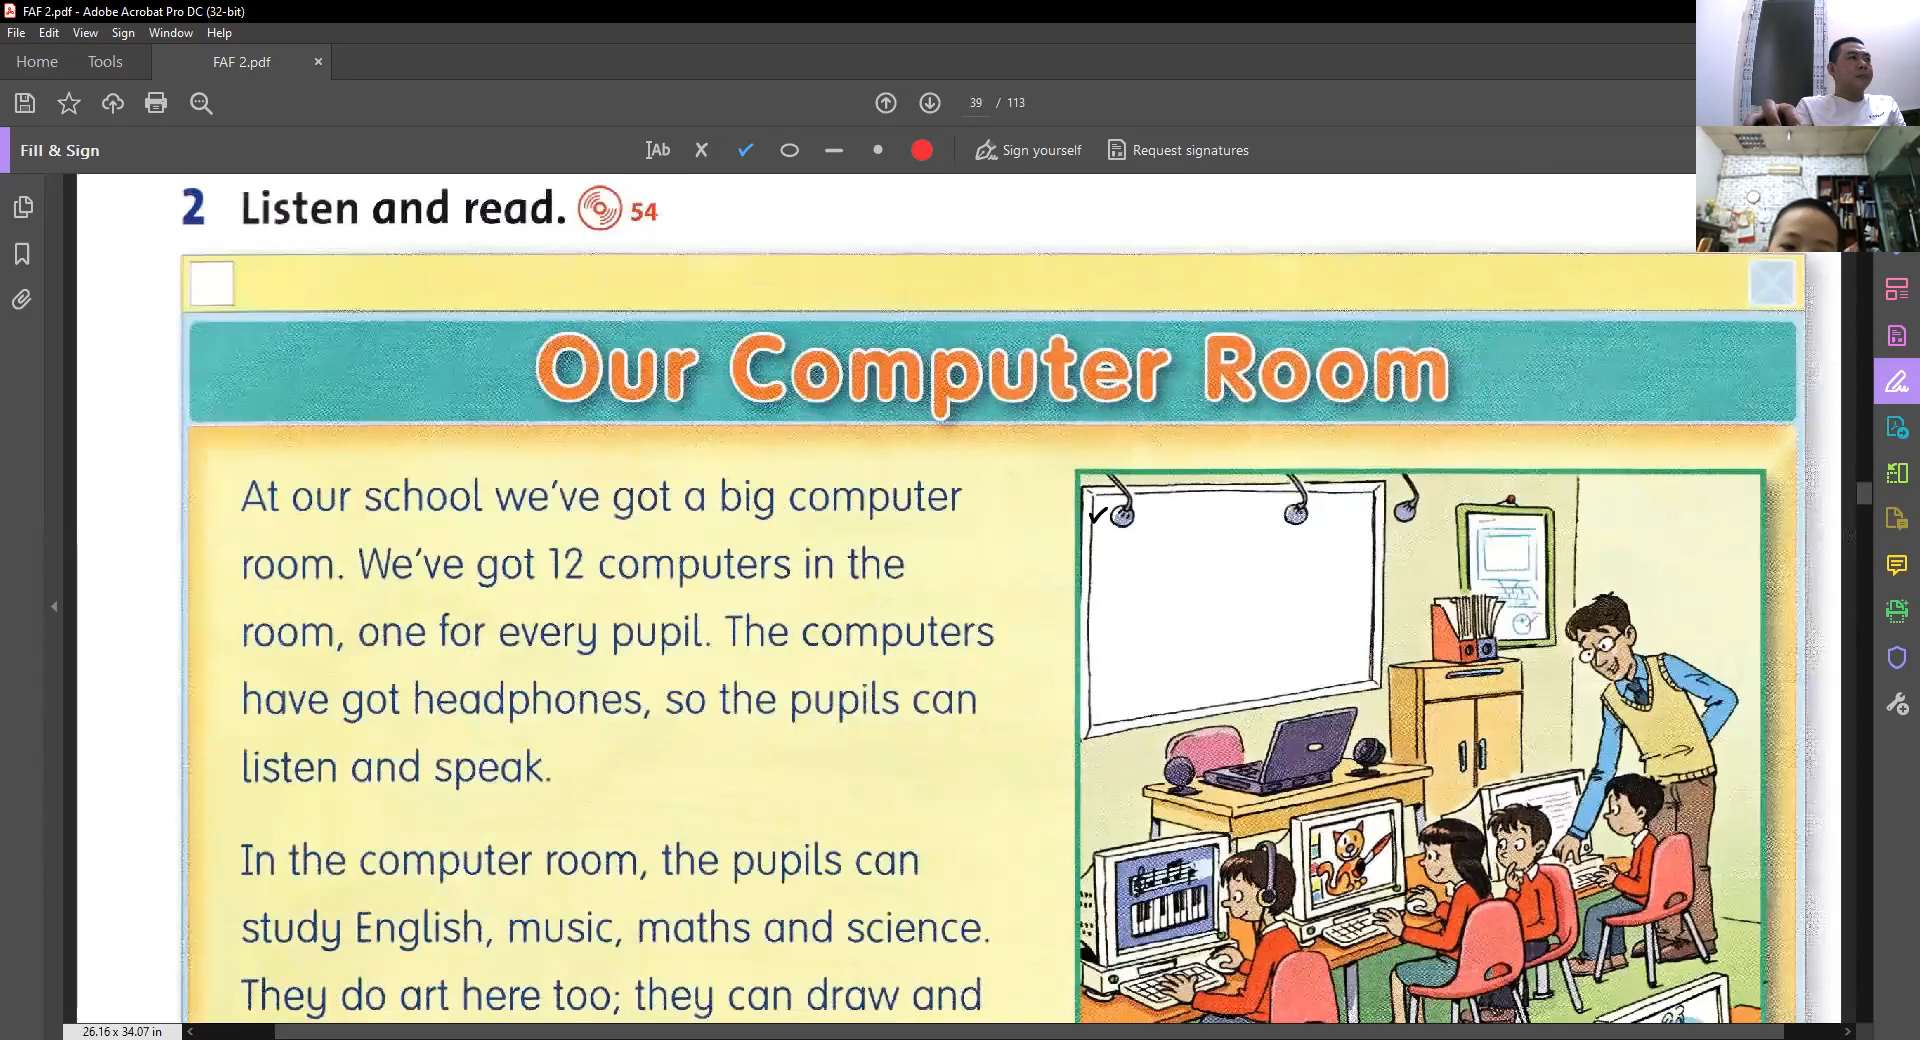 FAF 2.pdf - Adobe Acrobat Pro DC (32-bit)
File Edit View Sign Window Help
Home Tools FAF 2.pdf ×
39 / 113
Fill & Sign
Ab Sign yourself Request signatures
2 Listen and read. 54
Our Computer Room
At our school we've got a big computer
room. We've got 12 computers in the
room, one for every pupil. The computers
have got headphones, so the pupils can
listen and speak.
In the computer room, the pupils can
study English, music, maths and science.
They do art here too; they can draw and
26.16 x 34.07 in